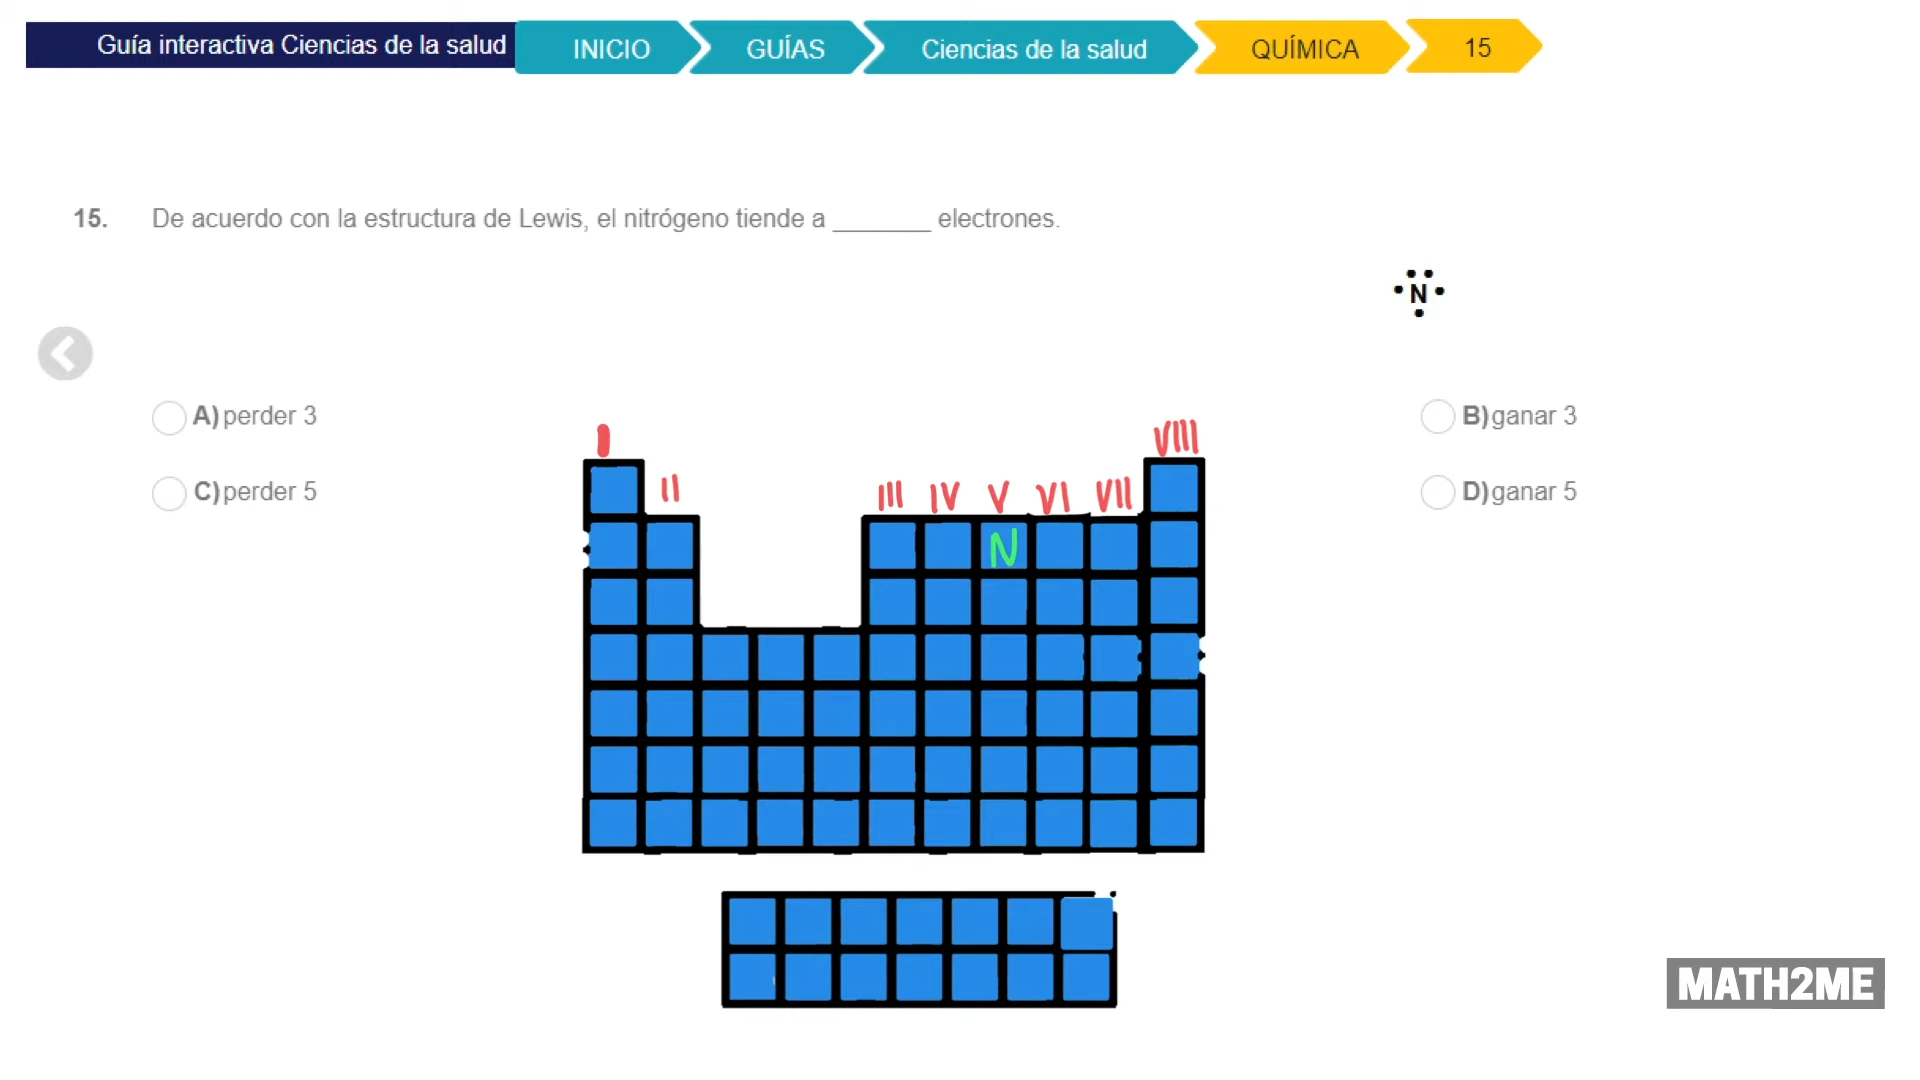 Guía interactiva Ciencias de la salud
INICIO
GUÍAS
Ciencias de la salud
QUÍMICA
15
15. De acuerdo con la estructura de Lewis, el nitrógeno tiende a _______ electrones.
N
A) perder 3
B) ganar 3
C) perder 5
D) ganar 5
I
II
III
IV
V
VI
VII
VIII
N
MATH2ME